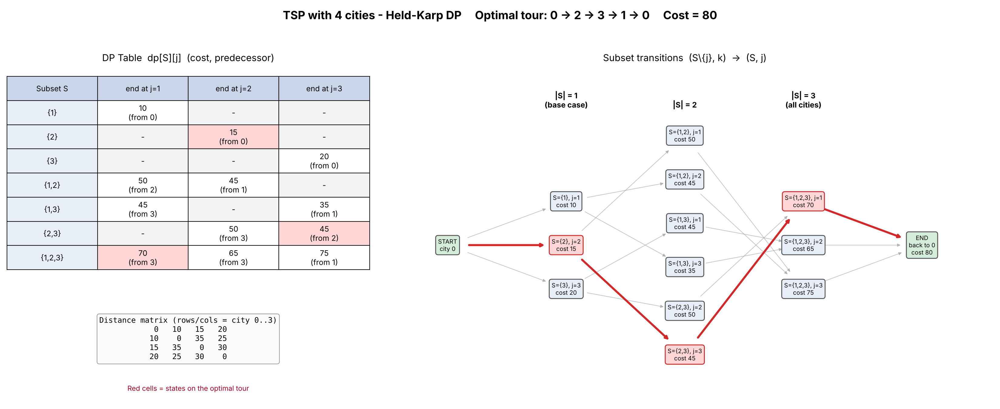 TSP with 4 cities - Held-Karp DP Optimal tour: 0 → 2 → 3 → 1 → 0 Cost = 80
DP Table dp[S][j] (cost, predecessor)
Subset S end at j=1 end at j=2 end at j=3
{1} 10 (from 0) - -
{2} - 15 (from 0) -
{3} - - 20 (from 0)
{1,2} 50 (from 2) 45 (from 1) -
{1,3} 45 (from 3) - 35 (from 1)
{2,3} - 50 (from 3) 45 (from 2)
{1,2,3} 70 (from 3) 65 (from 3) 75 (from 1)
Distance matrix (rows/cols = city 0..3)
0 10 15 20
10 0 35 25
15 35 0 30
20 25 30 0
Red cells = states on the optimal tour
Subset transitions (S\{j}, k) → (S, j)
|S| = 1
(base case)
|S| = 2
|S| = 3
(all cities)
START
city 0
S={1}, j=1
cost 10
S={2}, j=2
cost 15
S={3}, j=3
cost 20
S={1,2}, j=1
cost 50
S={1,2}, j=2
cost 45
S={1,3}, j=1
cost 45
S={1,3}, j=3
cost 35
S={2,3}, j=2
cost 50
S={2,3}, j=3
cost 45
S={1,2,3}, j=1
cost 70
S={1,2,3}, j=2
cost 65
S={1,2,3}, j=3
cost 75
END
back to 0
cost 80